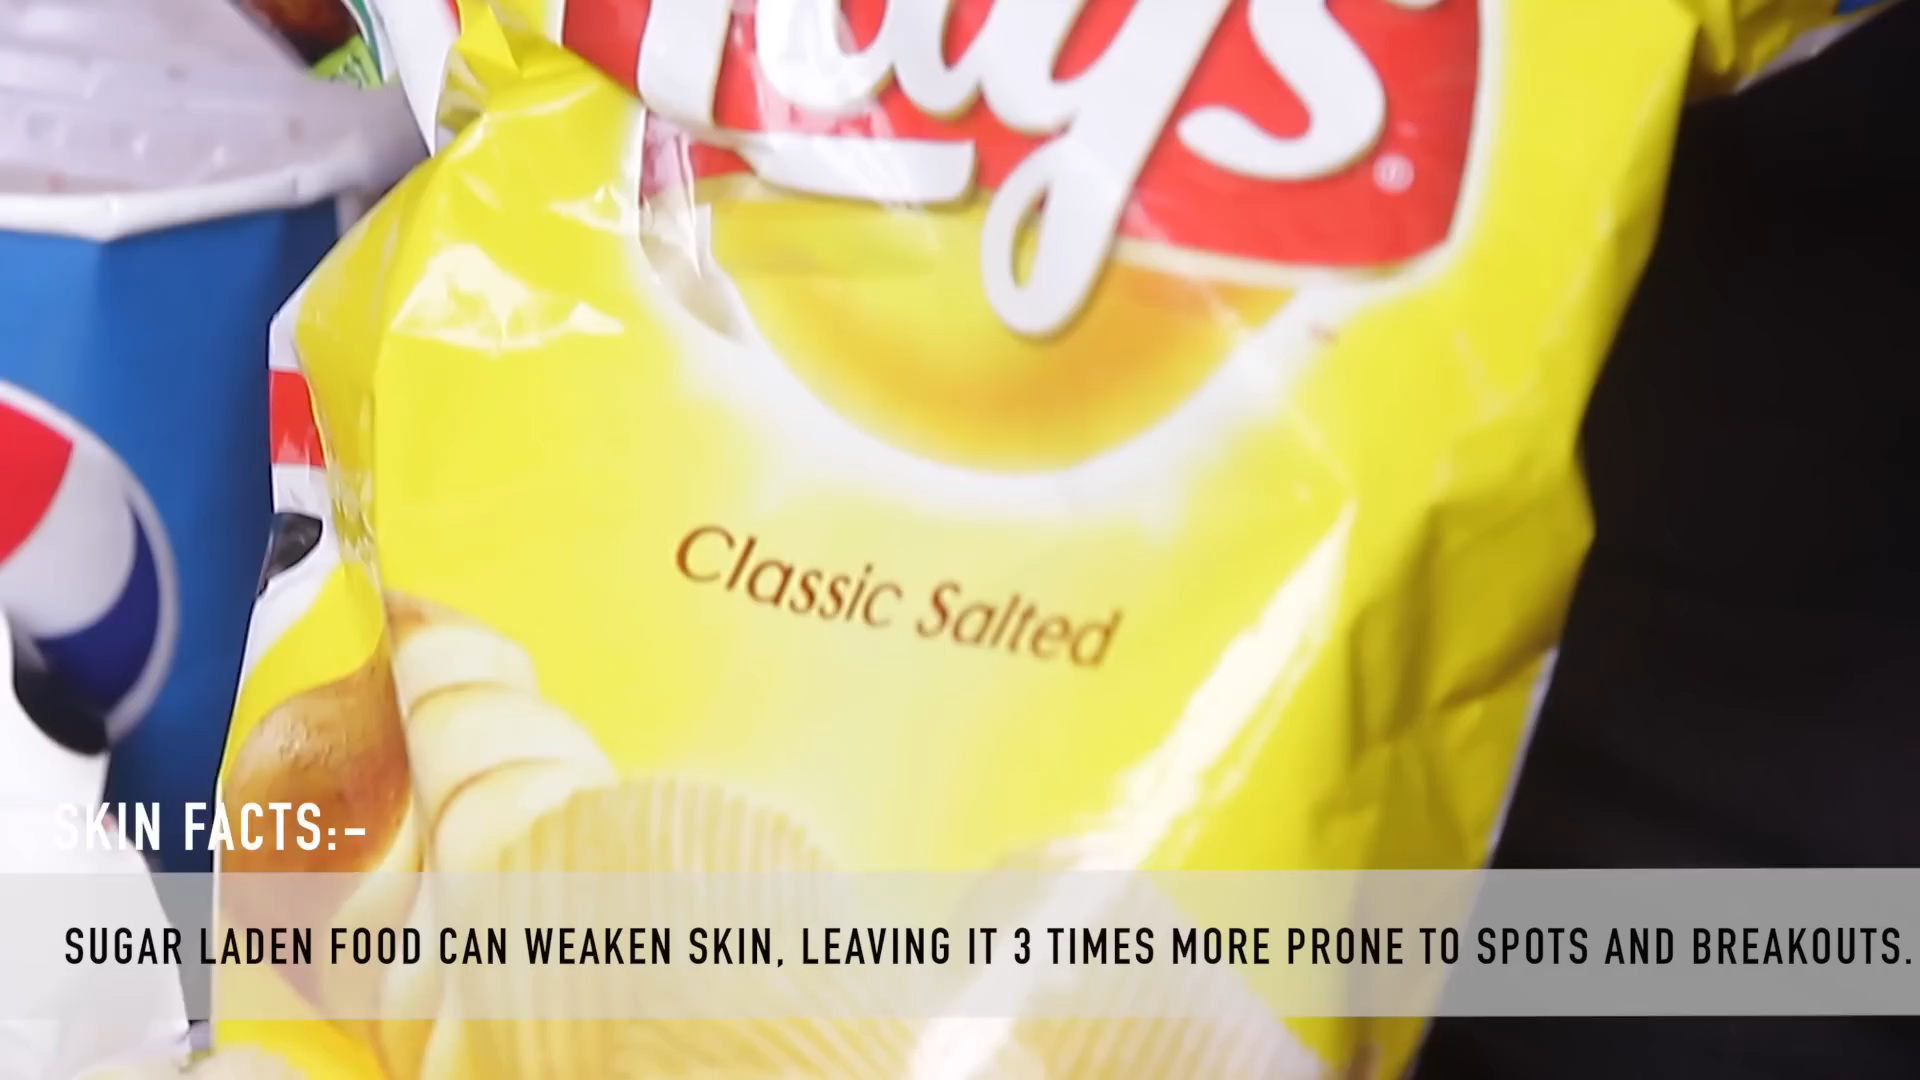 Lay's
Classic Salted
SKIN FACTS:-
SUGAR LADEN FOOD CAN WEAKEN SKIN, LEAVING IT 3 TIMES MORE PRONE TO SPOTS AND BREAKOUTS.